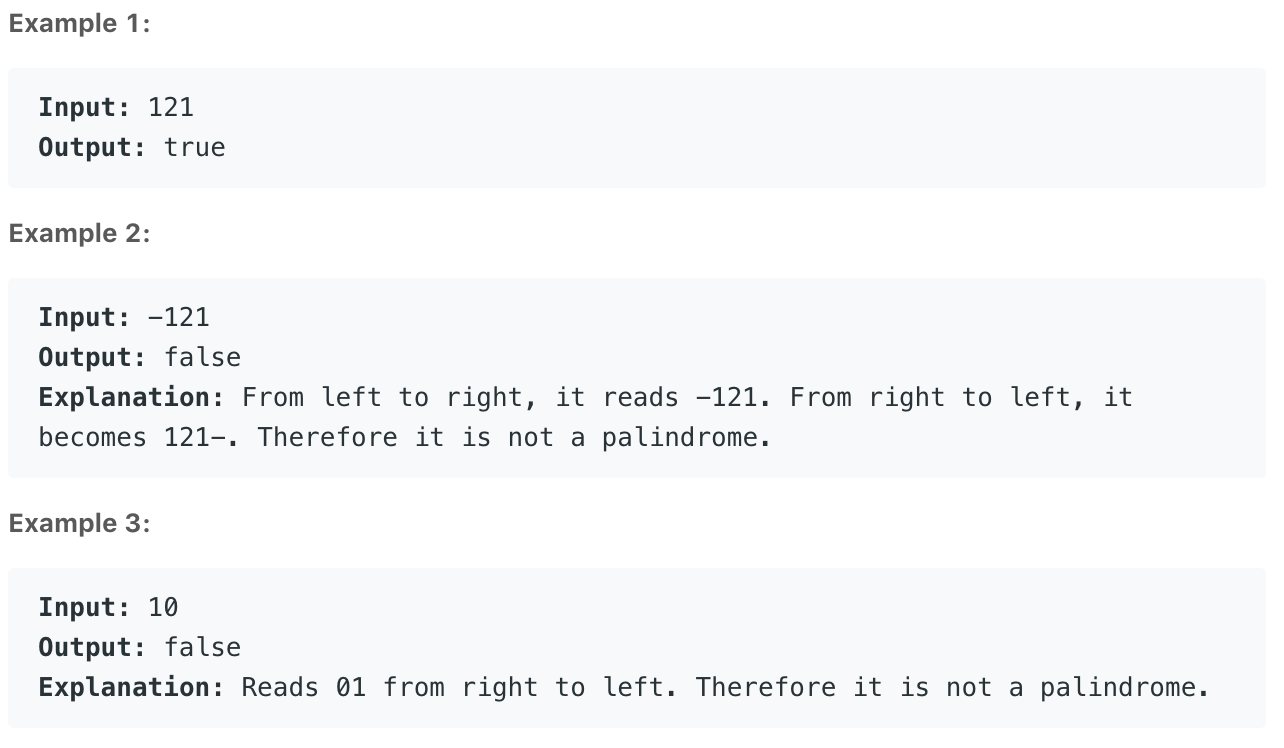 Example 1:
Input: 121
Output: true
Example 2:
Input: −121
Output: false
Explanation: From left to right, it reads −121. From right to left, it
becomes 121−. Therefore it is not a palindrome.
Example 3:
Input: 10
Output: false
Explanation: Reads 01 from right to left. Therefore it is not a palindrome.